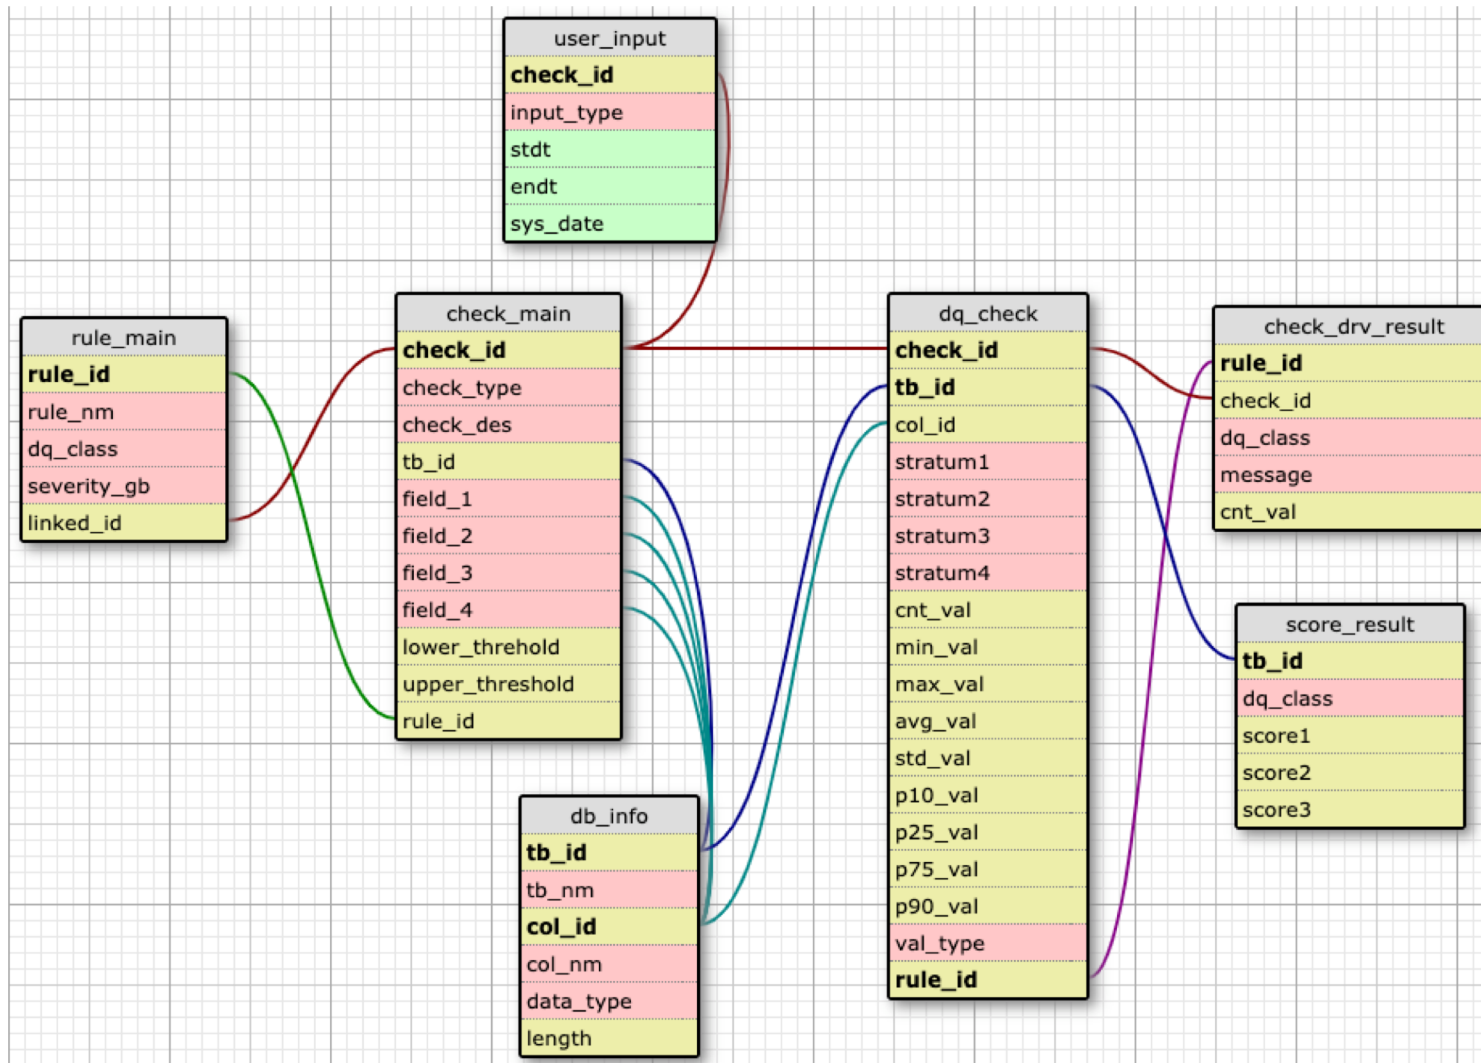 user_input
check_id
input_type
stdt
endt
sys_date
rule_main
rule_id
rule_nm
dq_class
severity_gb
linked_id
check_main
check_id
check_type
check_des
tb_id
field_1
field_2
field_3
field_4
lower_threhold
upper_threshold
rule_id
db_info
tb_id
tb_nm
col_id
col_nm
data_type
length
dq_check
check_id
tb_id
col_id
stratum1
stratum2
stratum3
stratum4
cnt_val
min_val
max_val
avg_val
std_val
p10_val
p25_val
p75_val
p90_val
val_type
rule_id
check_drv_result
rule_id
check_id
dq_class
message
cnt_val
score_result
tb_id
dq_class
score1
score2
score3